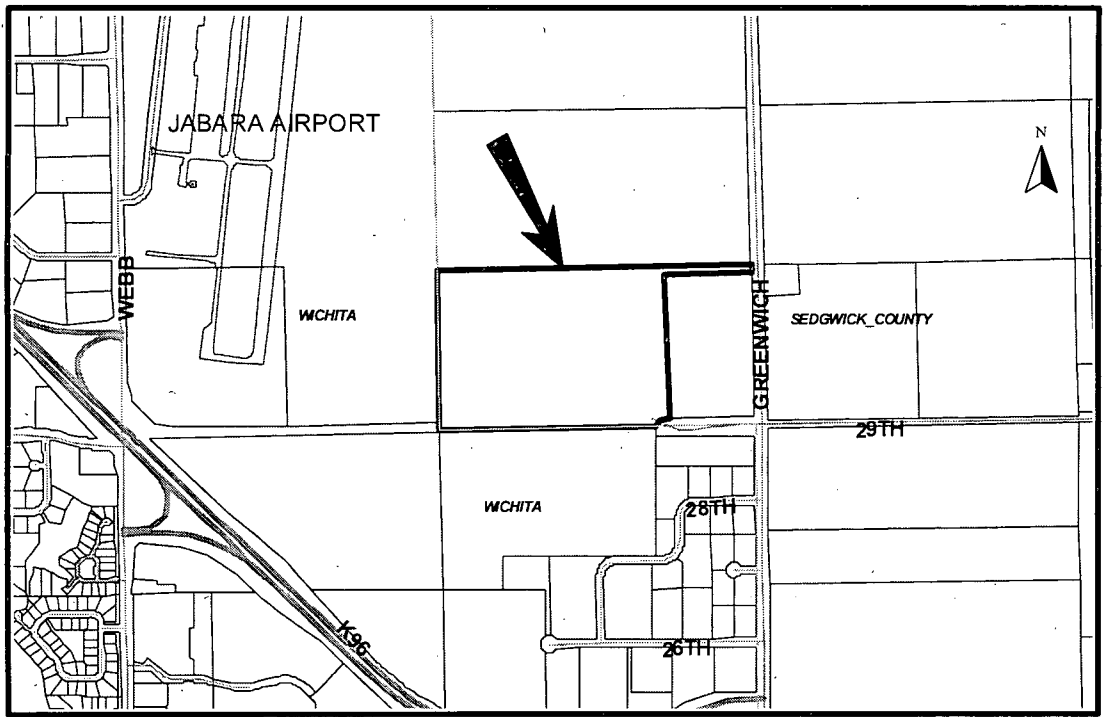 JABARA AIRPORT
N
WEBB
WICHITA
GREENWICH
SEDGWICK_COUNTY
29TH
WICHITA
28TH
K96
26TH